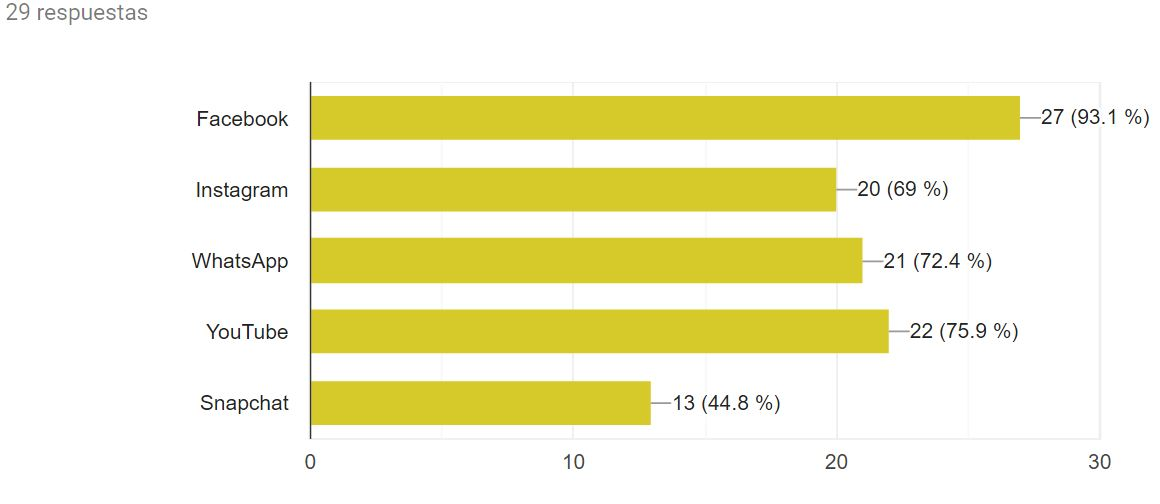 29 respuestas
Facebook 27 (93.1 %)
Instagram 20 (69 %)
WhatsApp 21 (72.4 %)
YouTube 22 (75.9 %)
Snapchat 13 (44.8 %)
0 10 20 30